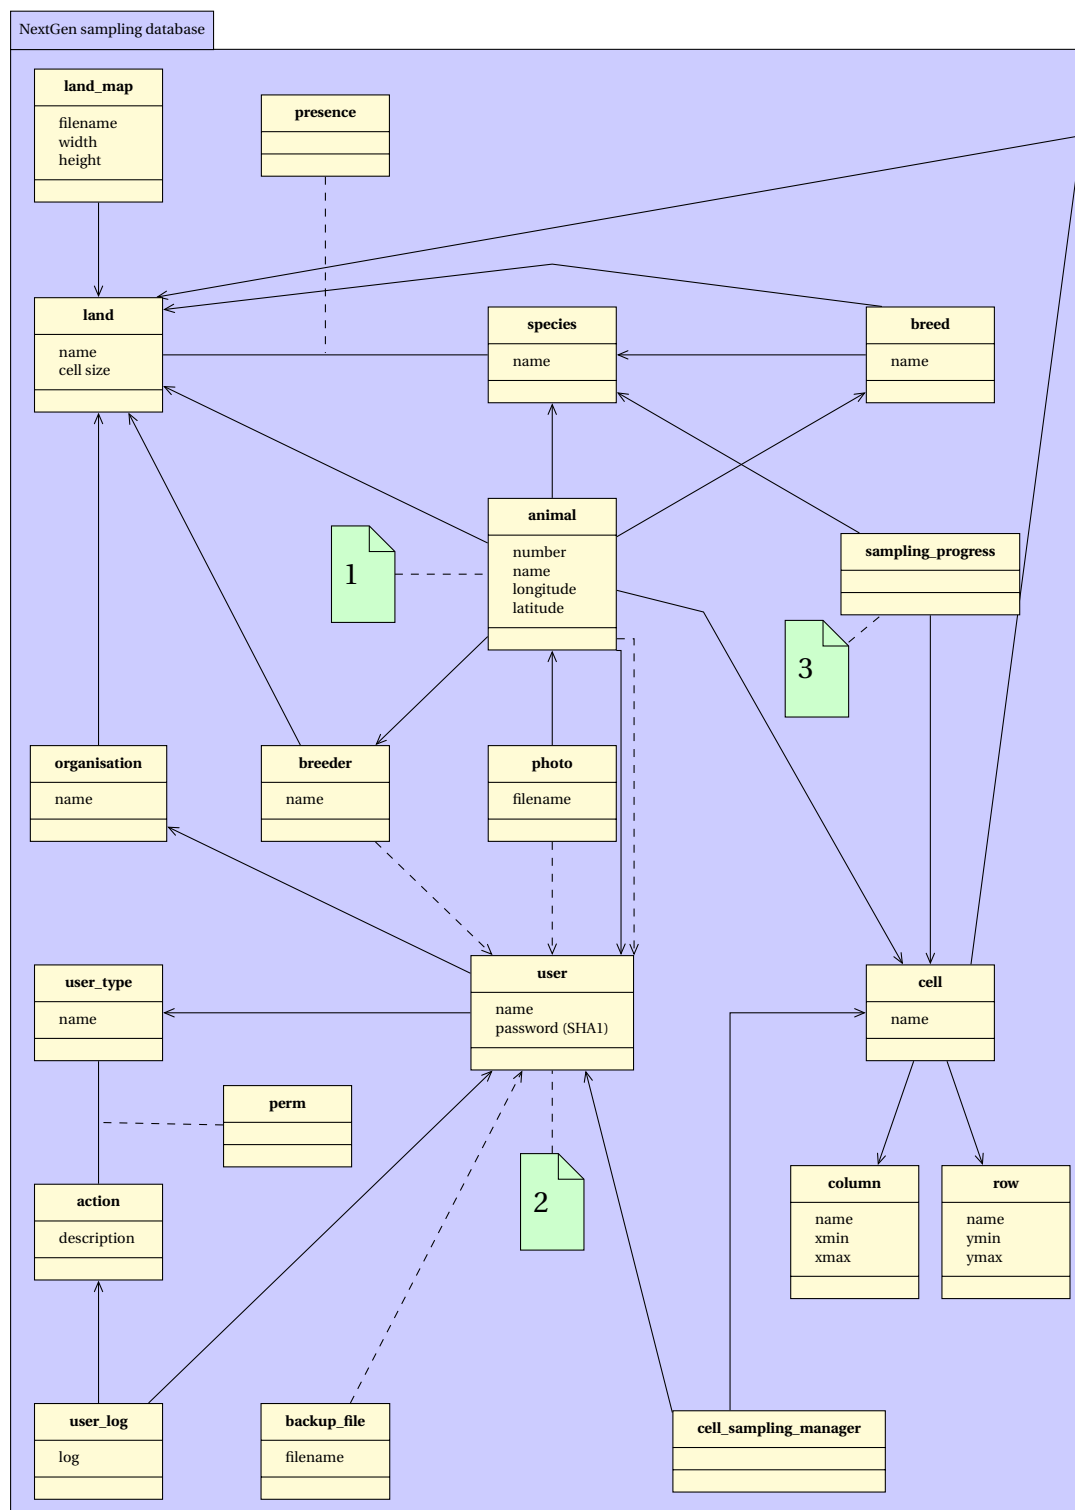 NextGen sampling database
land_map
filename
width
height
presence
land
name
cell size
species
name
breed
name
animal
number
name
longitude
latitude
1
sampling_progress
3
organisation
name
breeder
name
photo
filename
user_type
name
user
name
password (SHA1)
cell
name
perm
2
action
description
column
name
xmin
xmax
row
name
ymin
ymax
user_log
log
backup_file
filename
cell_sampling_manager